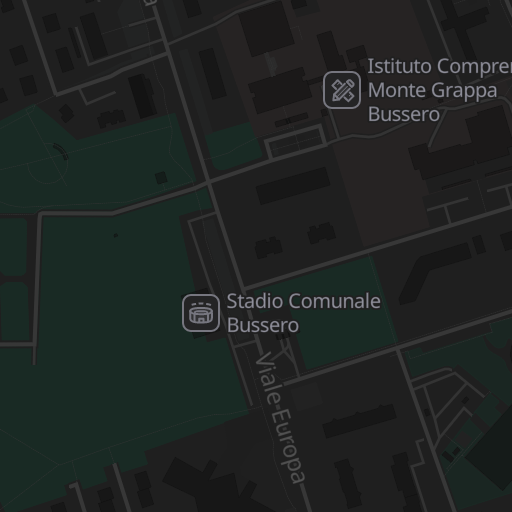 Istituto Compre
Monte Grappa
Bussero
Stadio Comunale
Bussero
Viale Europa